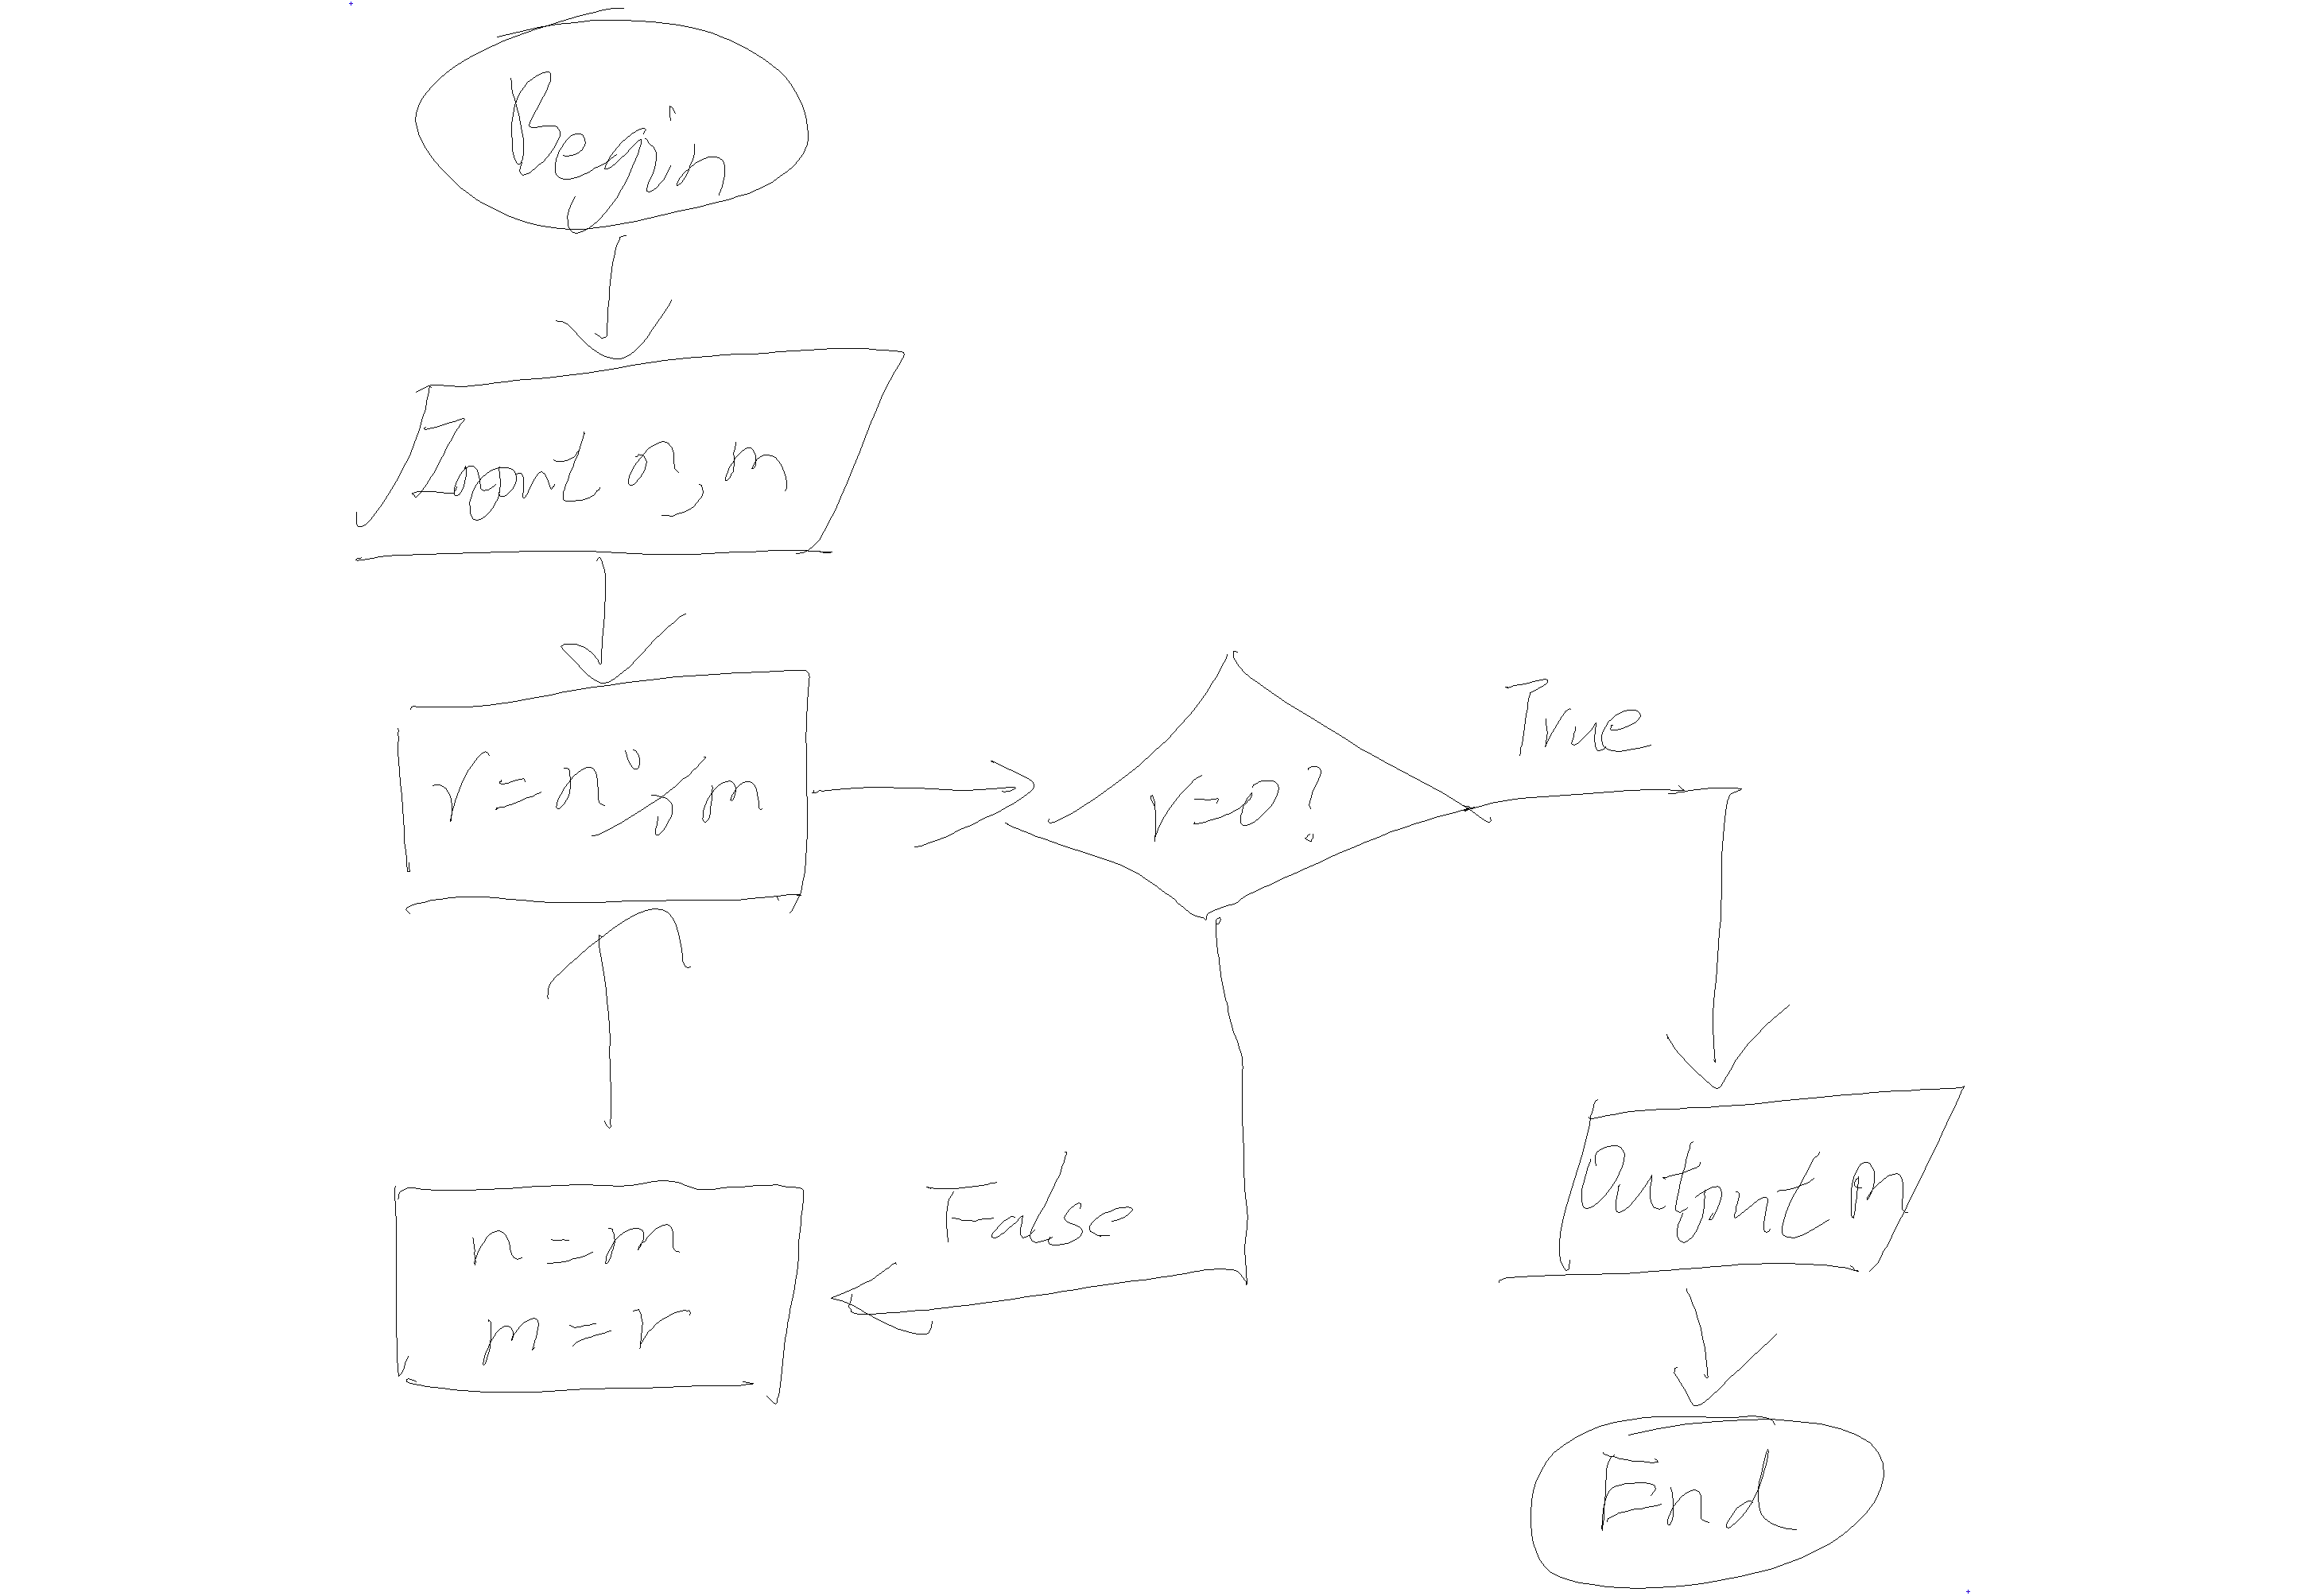 Begin
Input n, m
r=n%m
r=0?
True
False
n=m
m=r
Output m
End